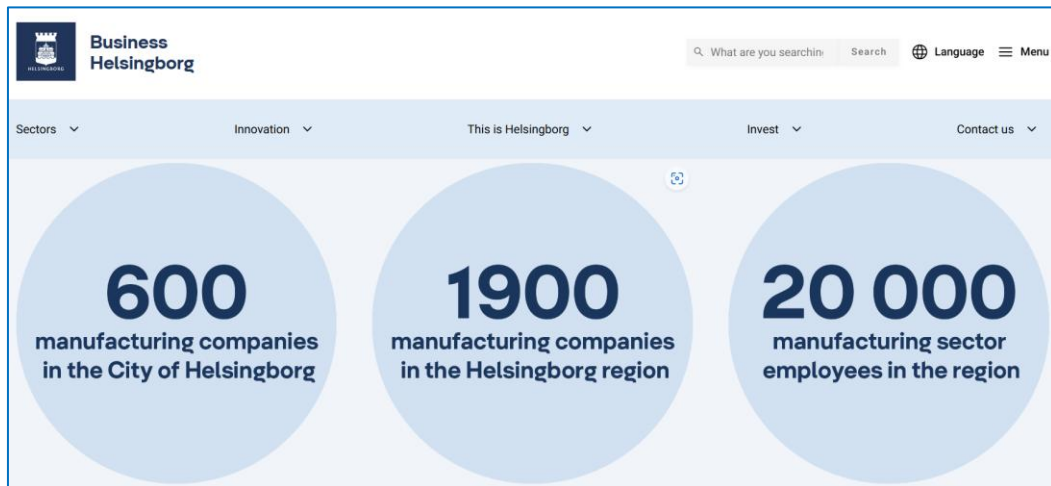 HELSINGBORG
Business
Helsingborg
What are you searchin
Search
Language
Menu
Sectors
Innovation
This is Helsingborg
Invest
Contact us
600
manufacturing companies
in the City of Helsingborg
1900
manufacturing companies
in the Helsingborg region
20 000
manufacturing sector
employees in the region